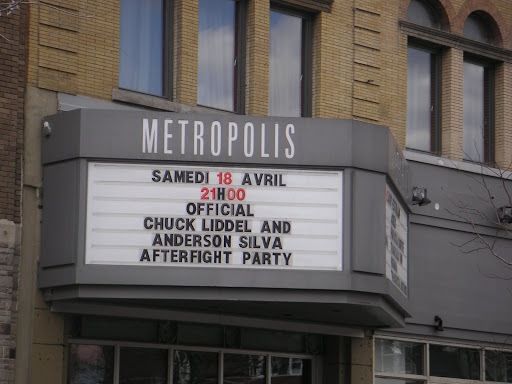 METROPOLIS
SAMEDI 18 AVRIL
21H00
OFFICIAL
CHUCK LIDDEL AND
ANDERSON SILVA
AFTERFIGHT PARTY